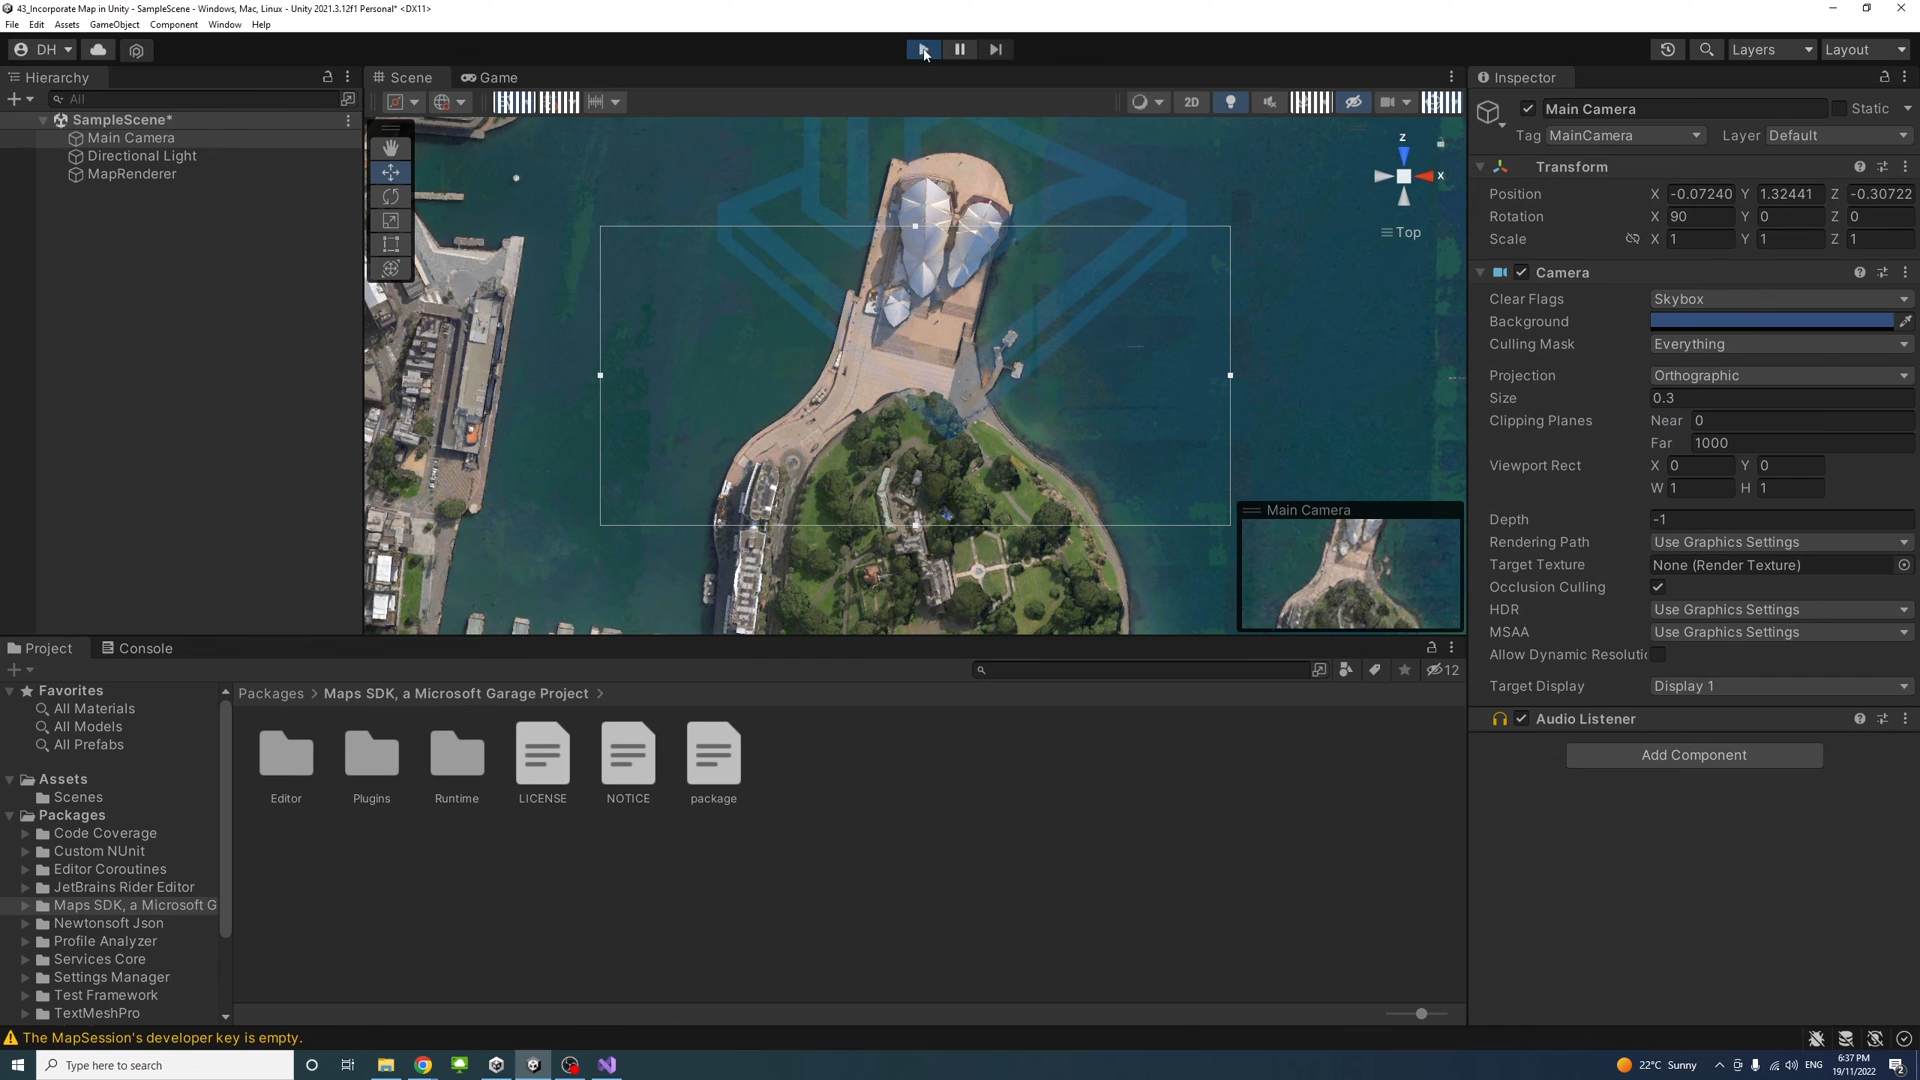 43_Incorporate Map in Unity - SampleScene - Windows, Mac, Linux - Unity 2021.3.12f1 Personal* <DX11>
File Edit Assets GameObject Component Window Help
DH
Layers Layout
Hierarchy
Scene Game
Inspector
All
2D
Main Camera Static
SampleScene*
Main Camera
Tag MainCamera Layer Default
Directional Light
MapRenderer
z
x
Top
Transform
Position X -0.07240 Y 1.32441 Z -0.30722
Rotation X 90 Y 0 Z 0
Scale X 1 Y 1 Z 1
Camera
Clear Flags Skybox
Background
Culling Mask Everything
Projection Orthographic
Size 0.3
Clipping Planes Near 0
Far 1000
Viewport Rect X 0 Y 0
W 1 H 1
Main Camera
Depth -1
Rendering Path Use Graphics Settings
Target Texture None (Render Texture)
Occlusion Culling
HDR Use Graphics Settings
MSAA Use Graphics Settings
Allow Dynamic Resolutic
Target Display Display 1
Audio Listener
Add Component
Project Console
12
Favorites
All Materials
All Models
All Prefabs
Assets
Scenes
Packages
Code Coverage
Custom NUnit
Editor Coroutines
JetBrains Rider Editor
Maps SDK, a Microsoft G
Newtonsoft Json
Profile Analyzer
Services Core
Settings Manager
Test Framework
TextMeshPro
Packages > Maps SDK, a Microsoft Garage Project >
Editor Plugins Runtime LICENSE NOTICE package
The MapSession's developer key is empty.
Type here to search
22°C Sunny
ENG
6:37 PM
19/11/2022
2